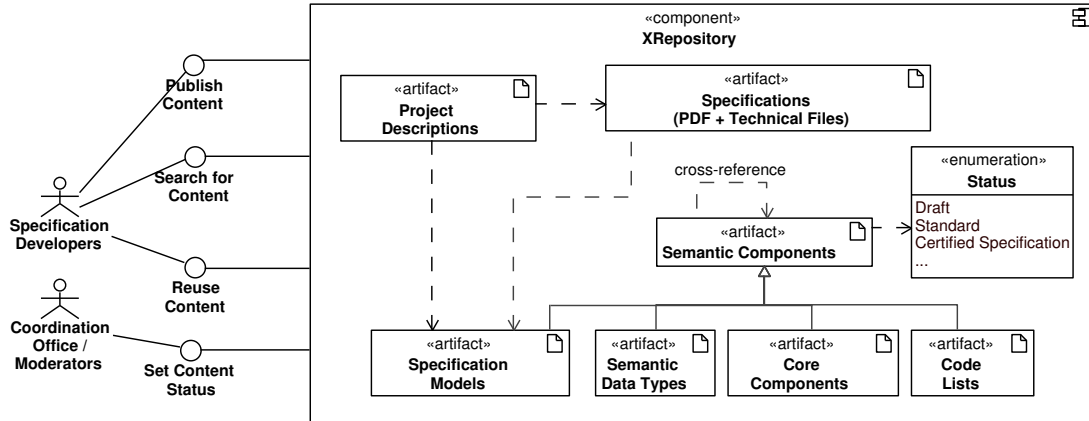 «component»
XRepository
Publish
Content
«artifact»
Project
Descriptions
«artifact»
Specifications
(PDF + Technical Files)
Search for
Content
cross-reference
«enumeration»
Status
Draft
Standard
Certified Specification
...
Specification
Developers
«artifact»
Semantic Components
Reuse
Content
Coordination
Office /
Moderators
Set Content
Status
«artifact»
Specification
Models
«artifact»
Semantic
Data Types
«artifact»
Core
Components
«artifact»
Code
Lists